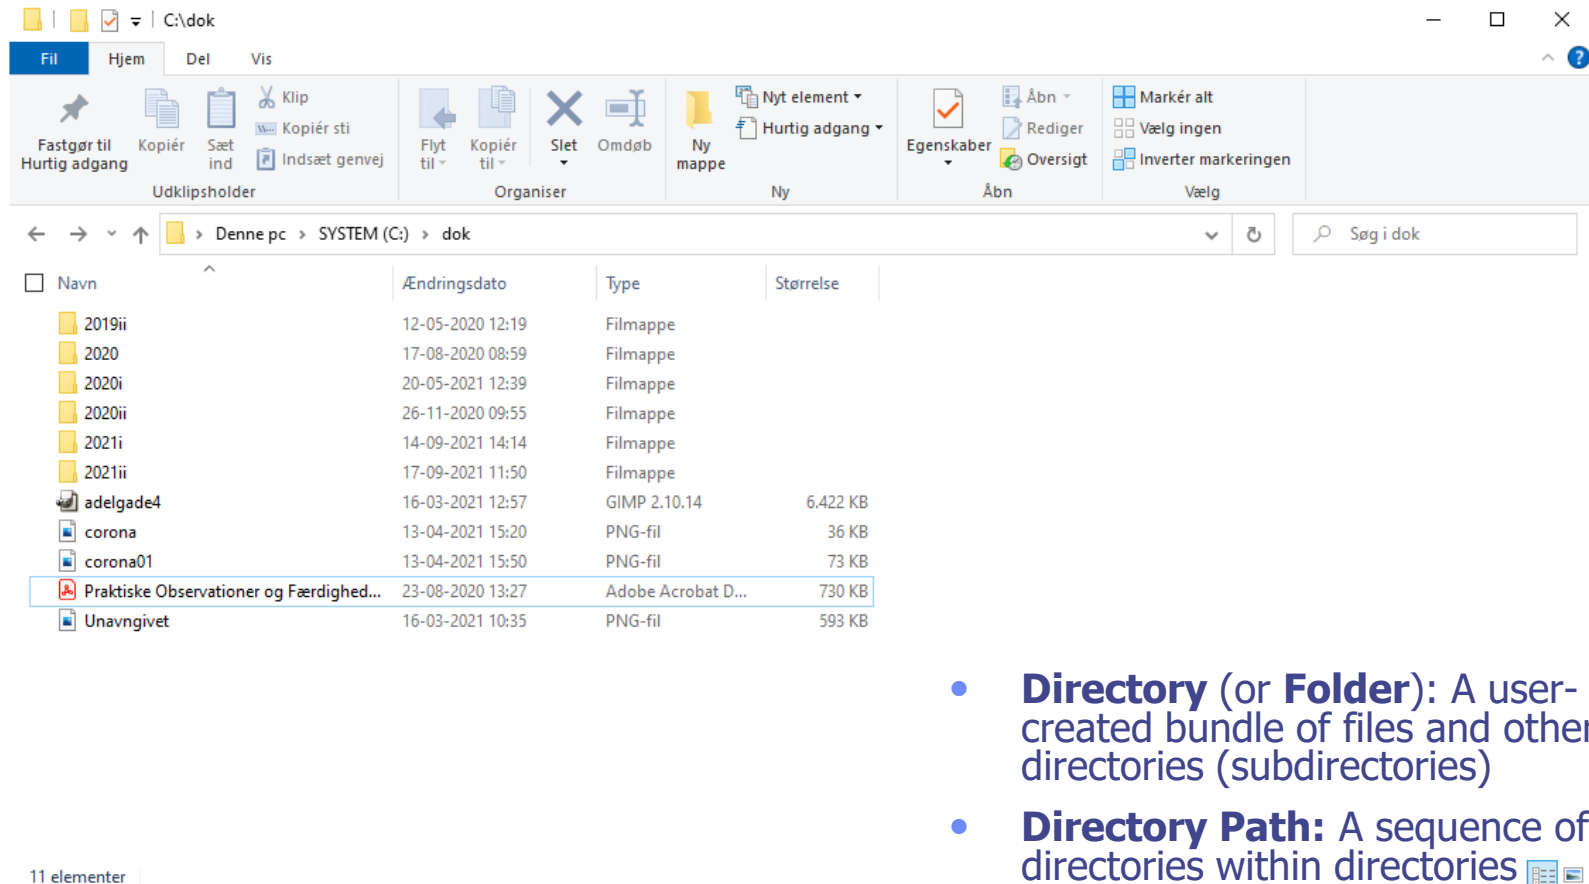 C:\dok
Fil Hjem Del Vis
Fastgør til Hurtig adgang
Kopiér
Sæt ind
Klip
Kopiér sti
Indsæt genvej
Udklipsholder
Flyt til
Kopiér til
Slet
Omdøb
Organiser
Ny mappe
Nyt element
Hurtig adgang
Ny
Egenskaber
Åbn
Rediger
Oversigt
Åbn
Markér alt
Vælg ingen
Inverter markeringen
Vælg
Denne pc > SYSTEM (C:) > dok
Søg i dok
Navn Ændringsdato Type Størrelse
2019ii 12-05-2020 12:19 Filmappe
2020 17-08-2020 08:59 Filmappe
2020i 20-05-2021 12:39 Filmappe
2020ii 26-11-2020 09:55 Filmappe
2021i 14-09-2021 14:14 Filmappe
2021ii 17-09-2021 11:50 Filmappe
adelgade4 16-03-2021 12:57 GIMP 2.10.14 6.422 KB
corona 13-04-2021 15:20 PNG-fil 36 KB
corona01 13-04-2021 15:50 PNG-fil 73 KB
Praktiske Observationer og Færdighed... 23-08-2020 13:27 Adobe Acrobat D... 730 KB
Unavngivet 16-03-2021 10:35 PNG-fil 593 KB
• Directory (or Folder): A user-
created bundle of files and other
directories (subdirectories)
• Directory Path: A sequence of
directories within directories
11 elementer